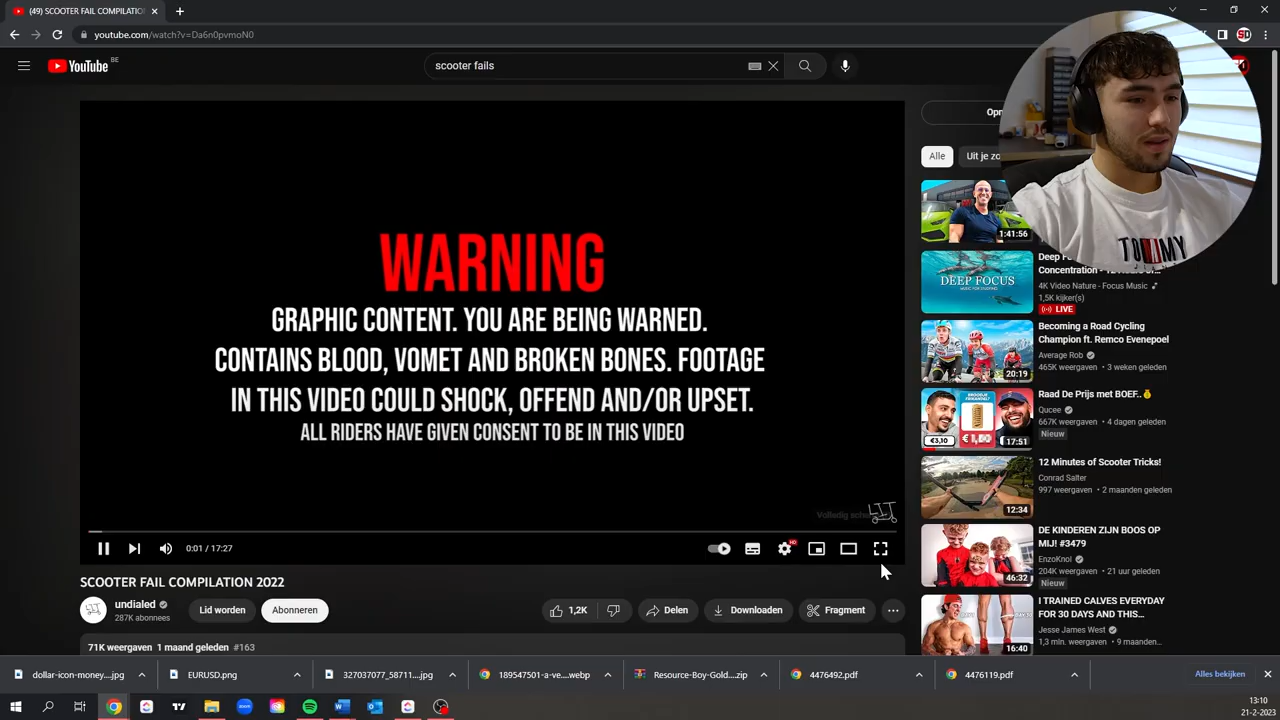 (49) SCOOTER FAIL COMPILATION
youtube.com/watch?v=Da6n0pvmoN0
YouTube BE
scooter fails
Alle
Uit je zo
WARNING
GRAPHIC CONTENT. YOU ARE BEING WARNED.
CONTAINS BLOOD, VOMET AND BROKEN BONES. FOOTAGE
IN THIS VIDEO COULD SHOCK, OFFEND AND/OR UPSET.
ALL RIDERS HAVE GIVEN CONSENT TO BE IN THIS VIDEO
0:01 / 17:27
HD
SCOOTER FAIL COMPILATION 2022
undialed
287K abonnees
Lid worden
Abonneren
1,2K
Delen
Downloaden
Fragment
71K weergaven 1 maand geleden #163
1:41:56
DEEP FOCUS
MUSIC FOR STUDYING
4K Video Nature - Focus Music
1,5K kijker(s)
LIVE
20:19
Becoming a Road Cycling
Champion ft. Remco Evenepoel
Average Rob
465K weergaven • 3 weken geleden
€3,10
17:51
Raad De Prijs met BOEF..💰
Qucee
667K weergaven • 4 dagen geleden
Nieuw
12:34
12 Minutes of Scooter Tricks!
Conrad Salter
997 weergaven • 2 maanden geleden
46:32
DE KINDEREN ZIJN BOOS OP
MIJ! #3479
EnzoKnol
204K weergaven • 21 uur geleden
Nieuw
16:40
I TRAINED CALVES EVERYDAY
FOR 30 DAYS AND THIS...
Jesse James West
1,3 mln. weergaven • 9 maanden...
dollar-icon-money....jpg
EURUSD.png
327037077_58711....jpg
189547501-a-ve....webp
Resource-Boy-Gold....zip
4476492.pdf
4476119.pdf
Alles bekijken
13:10
21-2-2023